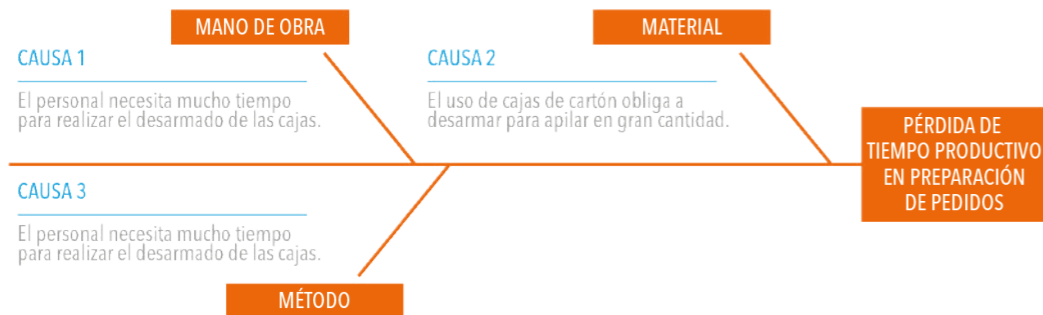 MANO DE OBRA
MATERIAL
CAUSA 1
El personal necesita mucho tiempo
para realizar el desarmado de las cajas.
CAUSA 2
El uso de cajas de cartón obliga a
desarmar para apilar en gran cantidad.
PÉRDIDA DE
TIEMPO PRODUCTIVO
EN PREPARACIÓN
DE PEDIDOS
CAUSA 3
El personal necesita mucho tiempo
para realizar el desarmado de las cajas.
MÉTODO